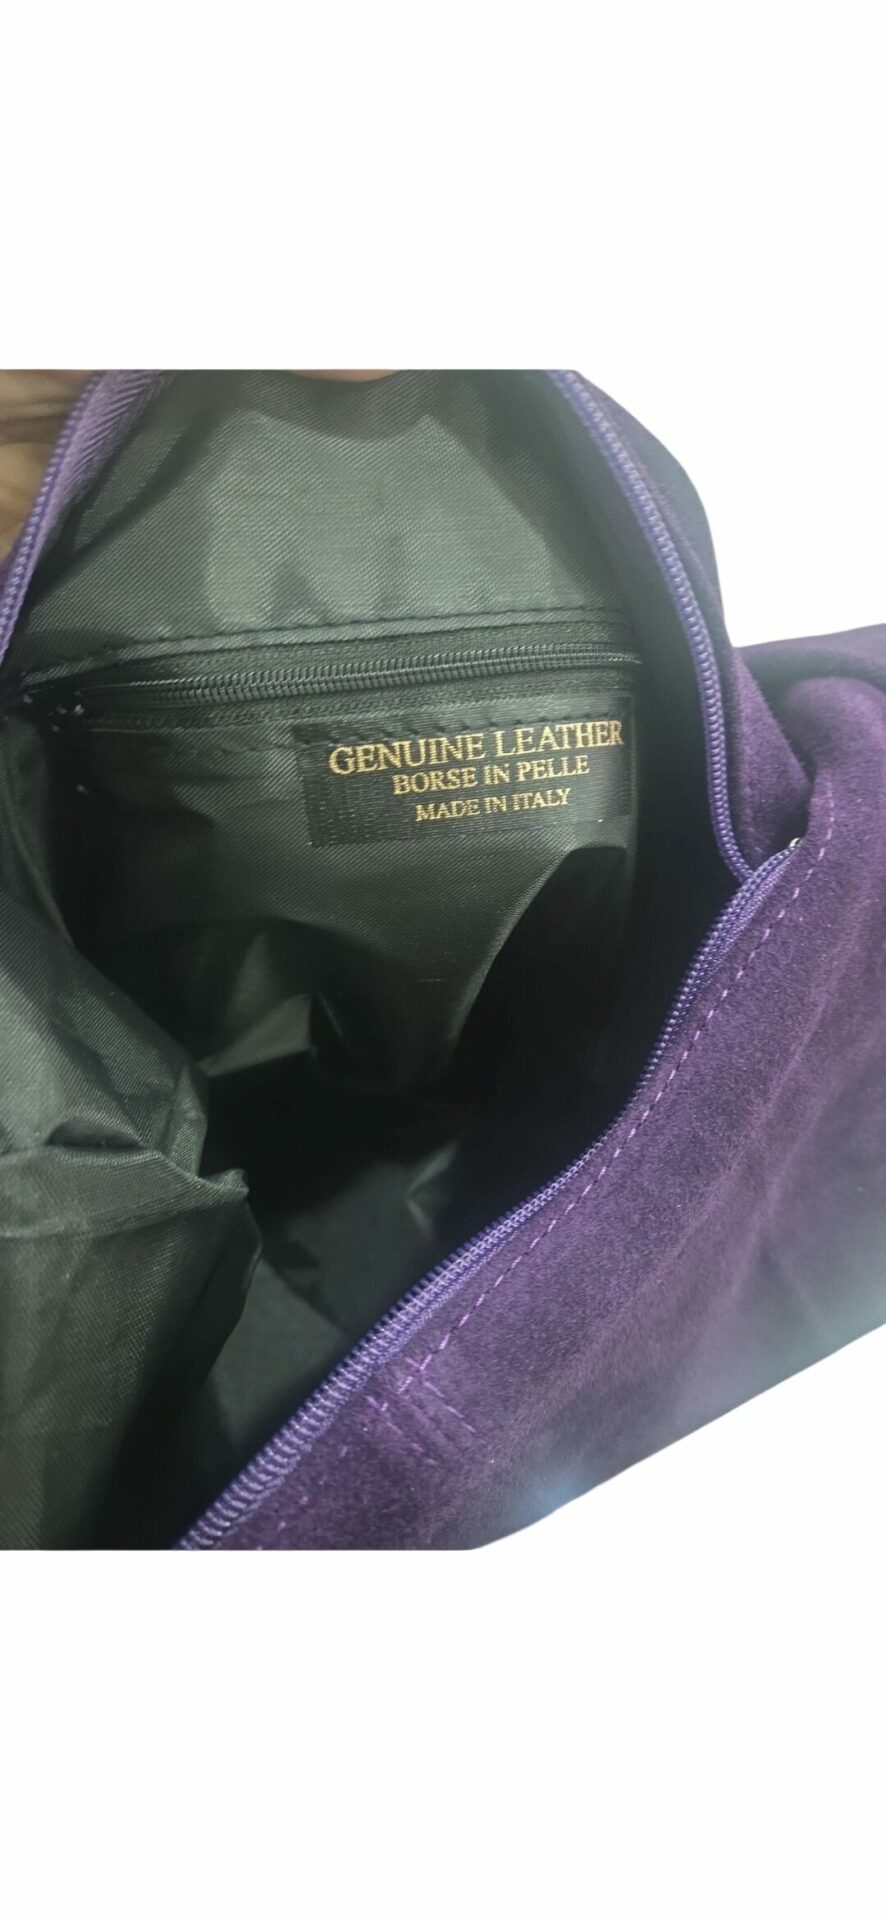 GENUINE LEATHER
BORSE IN PELLE
MADE IN ITALY